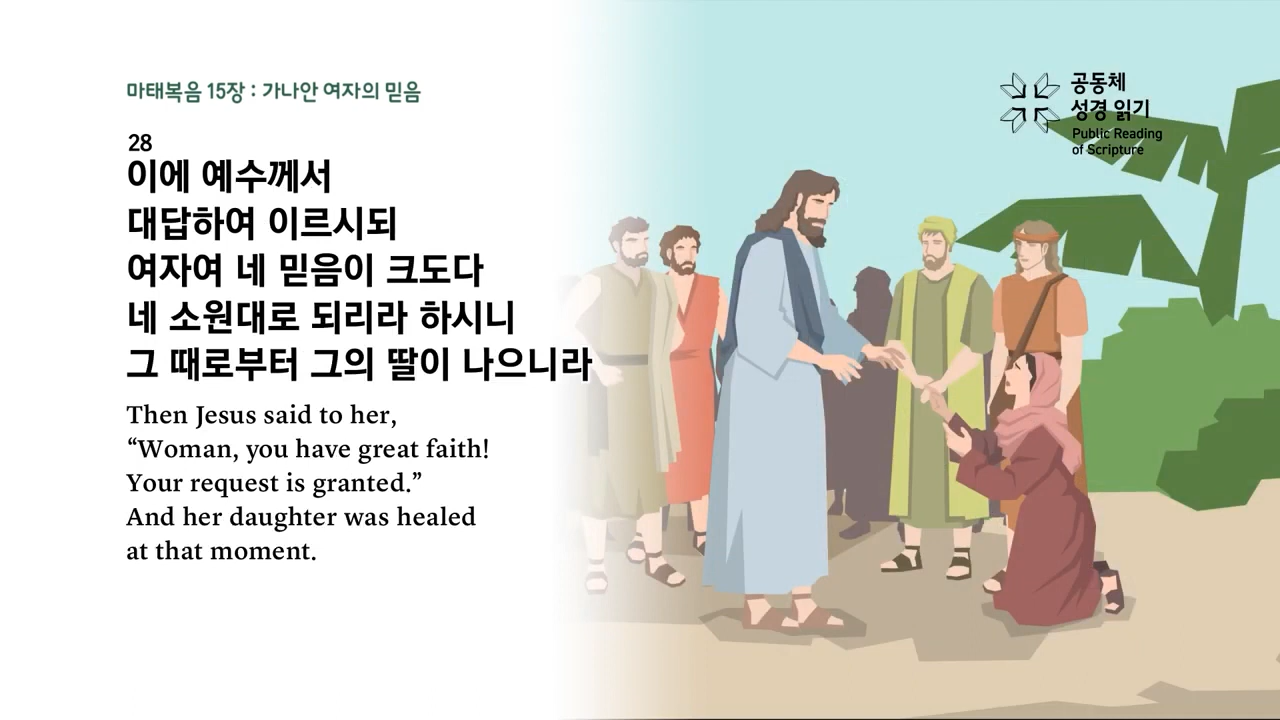 마태복음 15장 : 가나안 여자의 믿음
28
이에 예수께서
대답하여 이르시되
여자여 네 믿음이 크도다
네 소원대로 되리라 하시니
그 때로부터 그의 딸이 나으니라
Then Jesus said to her,
“Woman, you have great faith!
Your request is granted.”
And her daughter was healed
at that moment.
공동체
성경 읽기
Public Reading
of Scripture